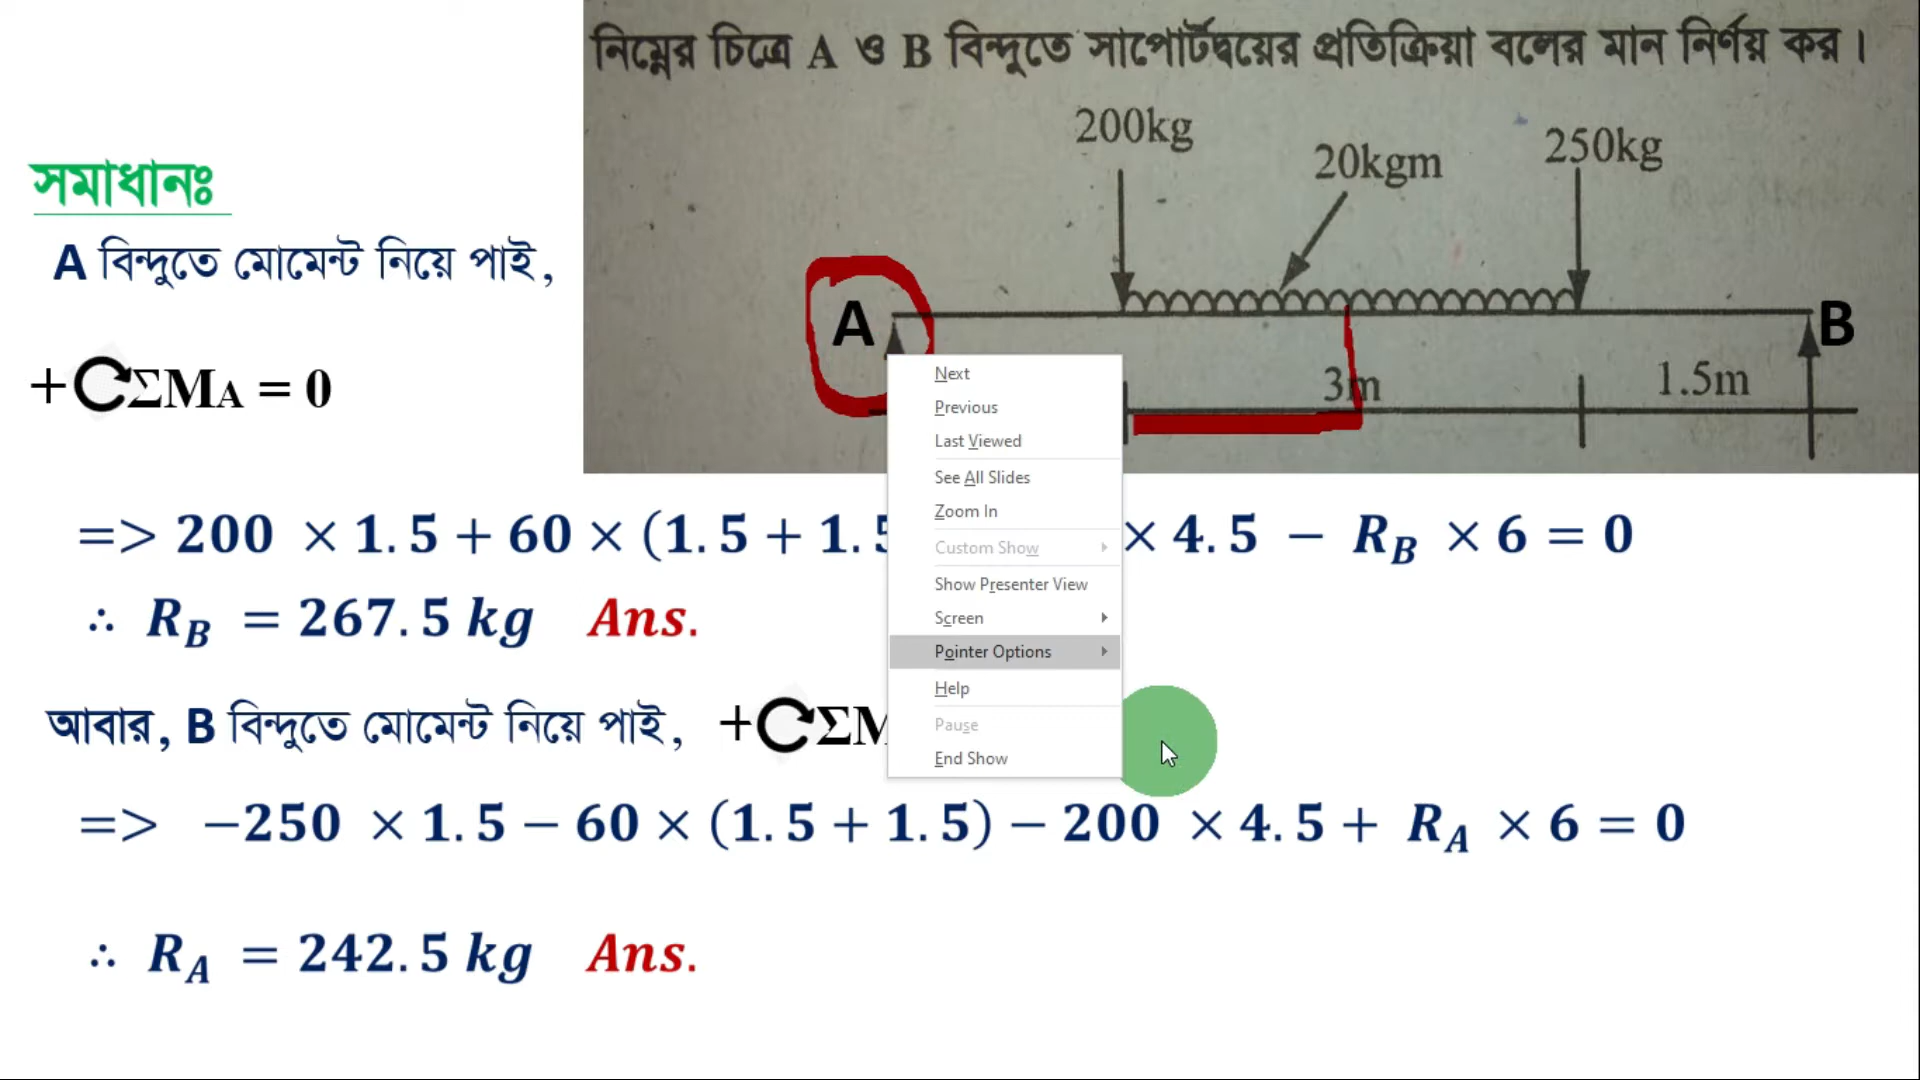 নিম্নের চিত্রে A ও B বিন্দুতে সাপোর্টদ্বয়ের প্রতিক্রিয়া বলের মান নির্ণয় কর।
200kg
20kgm
250kg
A
B
3m
1.5m
সমাধানঃ
A বিন্দুতে মোমেন্ট নিয়ে পাই,
+ΣMA = 0
=> 200 × 1.5 + 60 × (1.5 + 1.5 × 4.5 − RB × 6 = 0
∴ RB = 267.5 kg Ans.
আবার, B বিন্দুতে মোমেন্ট নিয়ে পাই, +ΣM
=> −250 × 1.5 − 60 × (1.5 + 1.5) − 200 × 4.5 + RA × 6 = 0
∴ RA = 242.5 kg Ans.
Next
Previous
Last Viewed
See All Slides
Zoom In
Custom Show
Show Presenter View
Screen
Pointer Options
Help
Pause
End Show